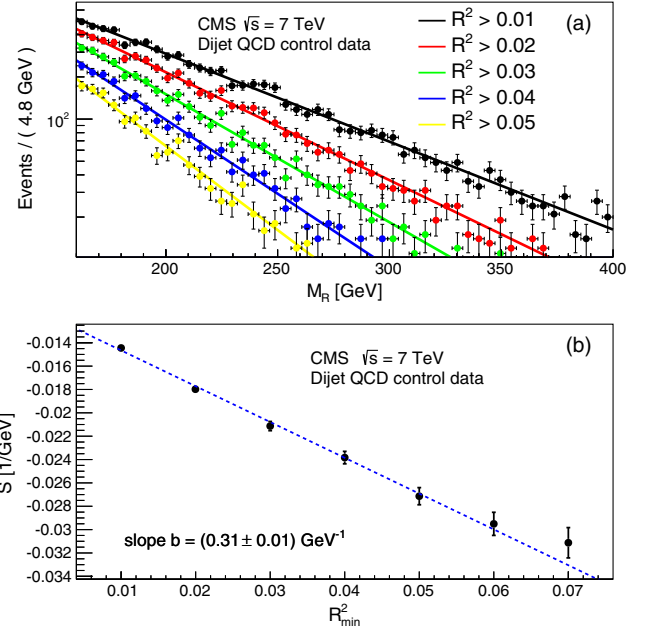 CMS √s = 7 TeV
Dijet QCD control data
(a)
R² > 0.01
R² > 0.02
R² > 0.03
R² > 0.04
R² > 0.05
Events / ( 4.8 GeV )
10²
200 250 300 350 400
M_R [GeV]
(b)
CMS √s = 7 TeV
Dijet QCD control data
S [1/GeV]
-0.014
-0.016
-0.018
-0.02
-0.022
-0.024
-0.026
-0.028
-0.03
-0.032
-0.034
slope b = (0.31 ± 0.01) GeV⁻¹
0.01 0.02 0.03 0.04 0.05 0.06 0.07
R²_min